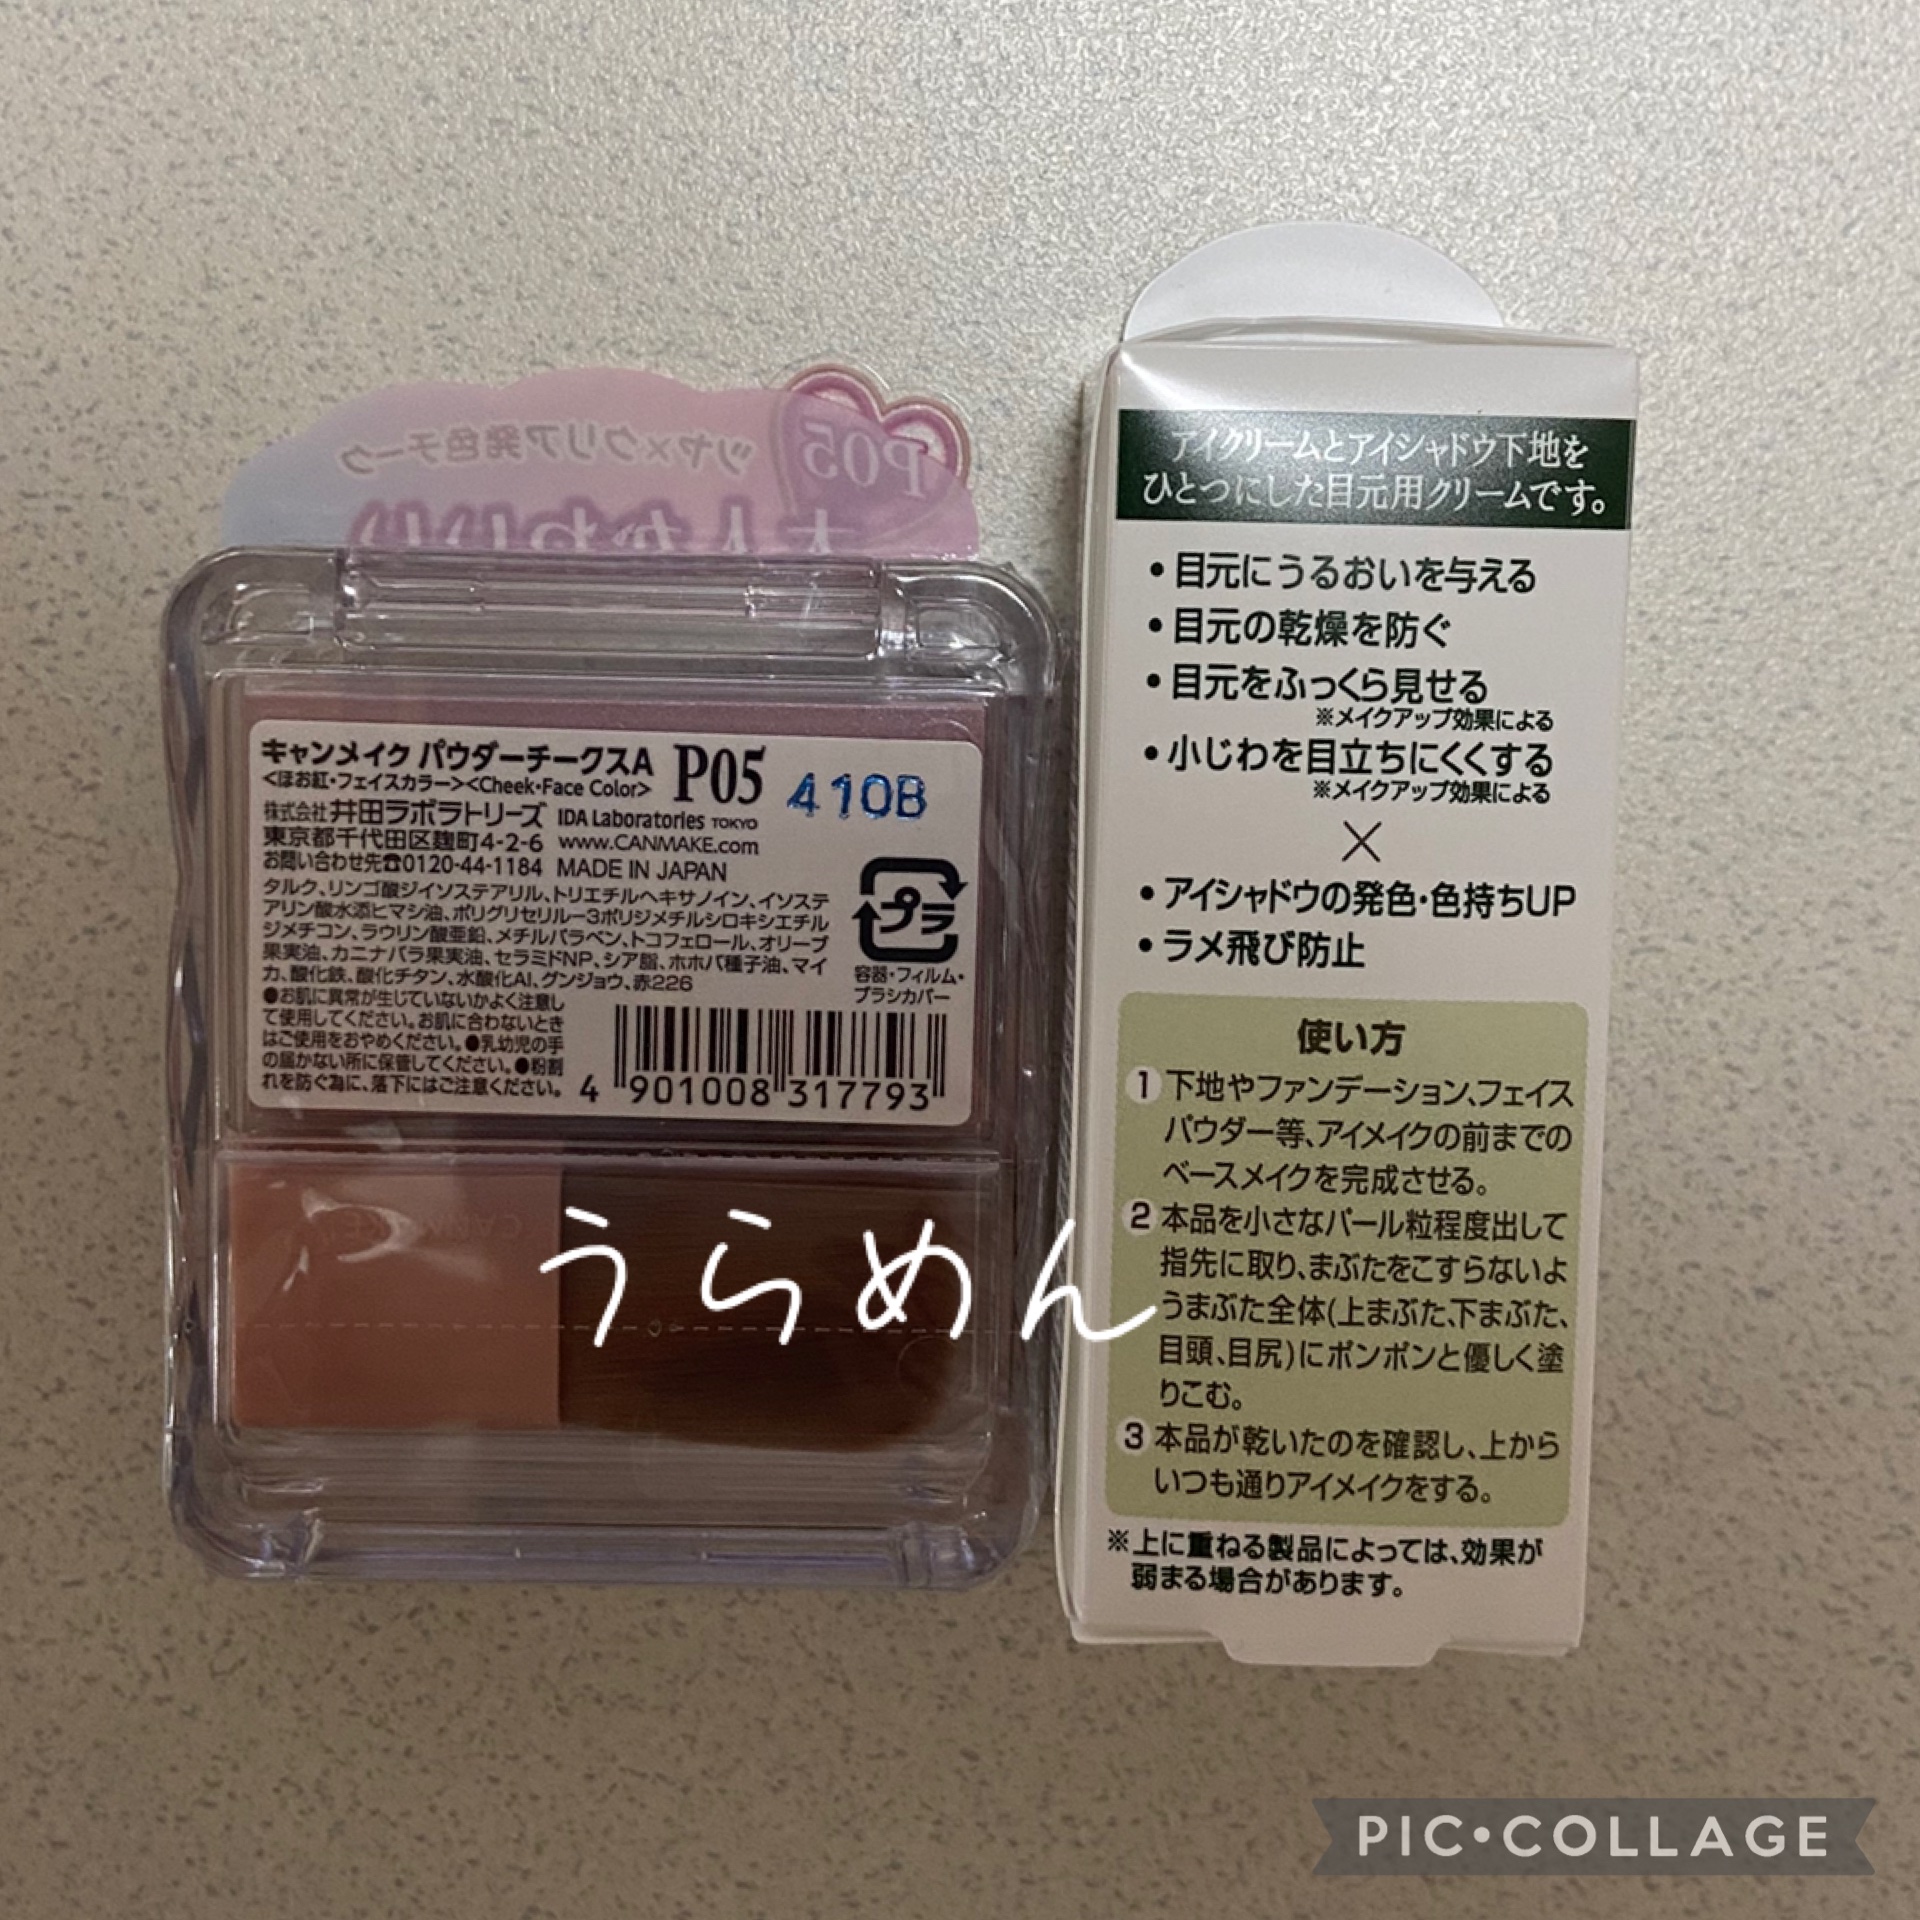 P05
ツヤ×クリア発色チーク
大人かわいい
キャンメイク パウダーチークスA P05 410B
<ほお紅・フェイスカラー><Cheek・Face Color>
株式会社 井田ラボラトリーズ IDA Laboratories TOKYO
東京都千代田区麹町4-2-6 www.CANMAKE.com
お問い合わせ先☎0120-44-1184 MADE IN JAPAN
タルク、リンゴ酸ジイソステアリル、トリエチルヘキサノイン、イソステ
アリン酸水添ヒマシ油、ポリグリセリル-3ポリジメチルシロキシエチル
ジメチコン、ラウリン酸亜鉛、メチルパラベン、トコフェロール、オリーブ
果実油、カニナバラ果実油、セラミドNP、シア脂、ホホバ種子油、マイ
カ、酸化鉄、酸化チタン、水酸化Al、グンジョウ、赤226
プラ
容器・フィルム・
ブラシカバー
●お肌に異常が生じていないかよく注意し
て使用してください。お肌に合わないとき
はご使用をおやめください。●乳幼児の手
の届かない所に保管してください。●粉割
れを防ぐ為に、落下にはご注意ください。
4 901008 317793
CANMAKE
うらめん
アイクリームとアイシャドウ下地を
ひとつにした目元用クリームです。
・目元にうるおいを与える
・目元の乾燥を防ぐ
・目元をふっくら見せる
※メイクアップ効果による
・小じわを目立ちにくくする
※メイクアップ効果による
×
・アイシャドウの発色・色持ちUP
・ラメ飛び防止
使い方
1 下地やファンデーション、フェイス
パウダー等、アイメイクの前までの
ベースメイクを完成させる。
2 本品を小さなパール粒程度出して
指先に取り、まぶたをこすらないよ
うまぶた全体(上まぶた、下まぶた、
目頭、目尻)にポンポンと優しく塗
りこむ。
3 本品が乾いたのを確認し、上から
いつも通りアイメイクをする。
※上に重ねる製品によっては、効果が
弱まる場合があります。
PIC・COLLAGE